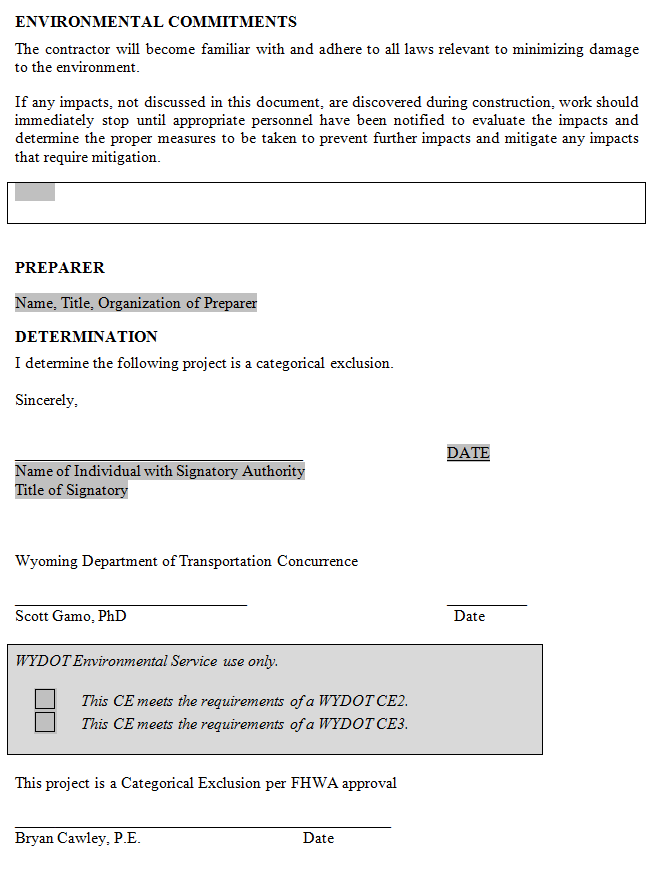 ENVIRONMENTAL COMMITMENTS
The contractor will become familiar with and adhere to all laws relevant to minimizing damage
to the environment.
If any impacts, not discussed in this document, are discovered during construction, work should
immediately stop until appropriate personnel have been notified to evaluate the impacts and
determine the proper measures to be taken to prevent further impacts and mitigate any impacts
that require mitigation.
PREPARER
Name, Title, Organization of Preparer
DETERMINATION
I determine the following project is a categorical exclusion.
Sincerely,
DATE
Name of Individual with Signatory Authority
Title of Signatory
Wyoming Department of Transportation Concurrence
Scott Gamo, PhD Date
WYDOT Environmental Service use only.
This CE meets the requirements of a WYDOT CE2.
This CE meets the requirements of a WYDOT CE3.
This project is a Categorical Exclusion per FHWA approval
Bryan Cawley, P.E. Date